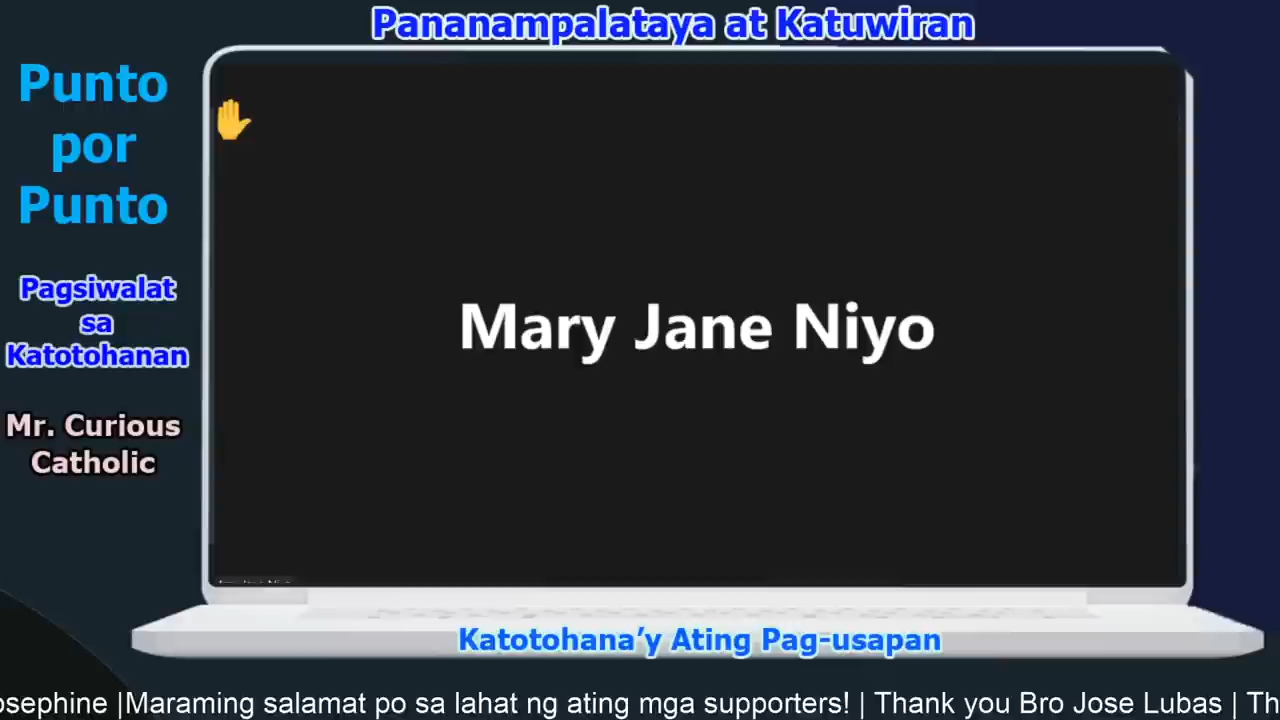 Pananampalataya at Katuwiran
Punto
por
Punto
Pagsiwalat
sa
Katotohanan
Mr. Curious
Catholic
Mary Jane Niyo
Katotohana’y Ating Pag-usapan
osephine |Maraming salamat po sa lahat ng ating mga supporters! | Thank you Bro Jose Lubas | Th